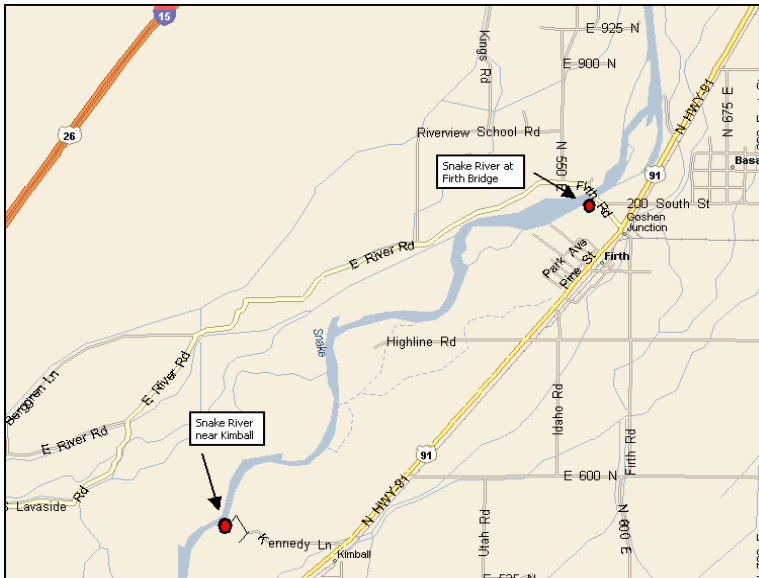 15
E 925 N
Kings Rd
E 900 N
N HWY-91
N 675 E
26
Riverview School Rd
N 550 E
Snake River at
Firth Bridge
91
Basa
Firth Rd
200 South St
Goshen
Junction
Park Ave
Pine St
Firth
E River Rd
Snake
Highline Rd
Berggren Ln
E River Rd
Idaho Rd
Firth Rd
Snake River
near Kimball
E River Rd
91
E 600 N
Lavaside
Rd
N HWY-91
Utah Rd
N 600 E
Kennedy Ln
Kimball
E 525 N